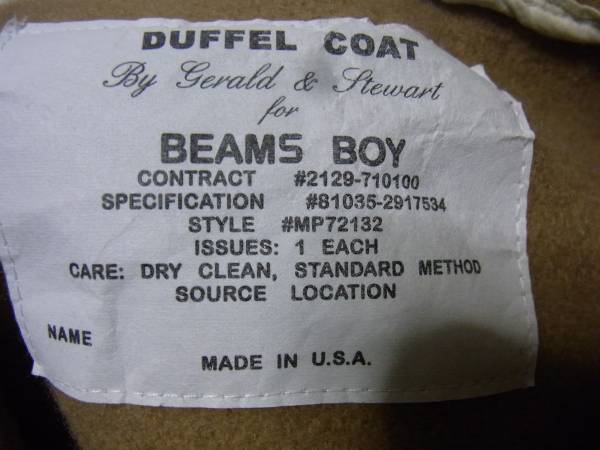 DUFFEL COAT
By Gerald & Stewart
for
BEAMS BOY
CONTRACT #2129-710100
SPECIFICATION #81035-2917534
STYLE #MP72132
ISSUES: 1 EACH
CARE: DRY CLEAN, STANDARD METHOD
SOURCE LOCATION
NAME
MADE IN U.S.A.